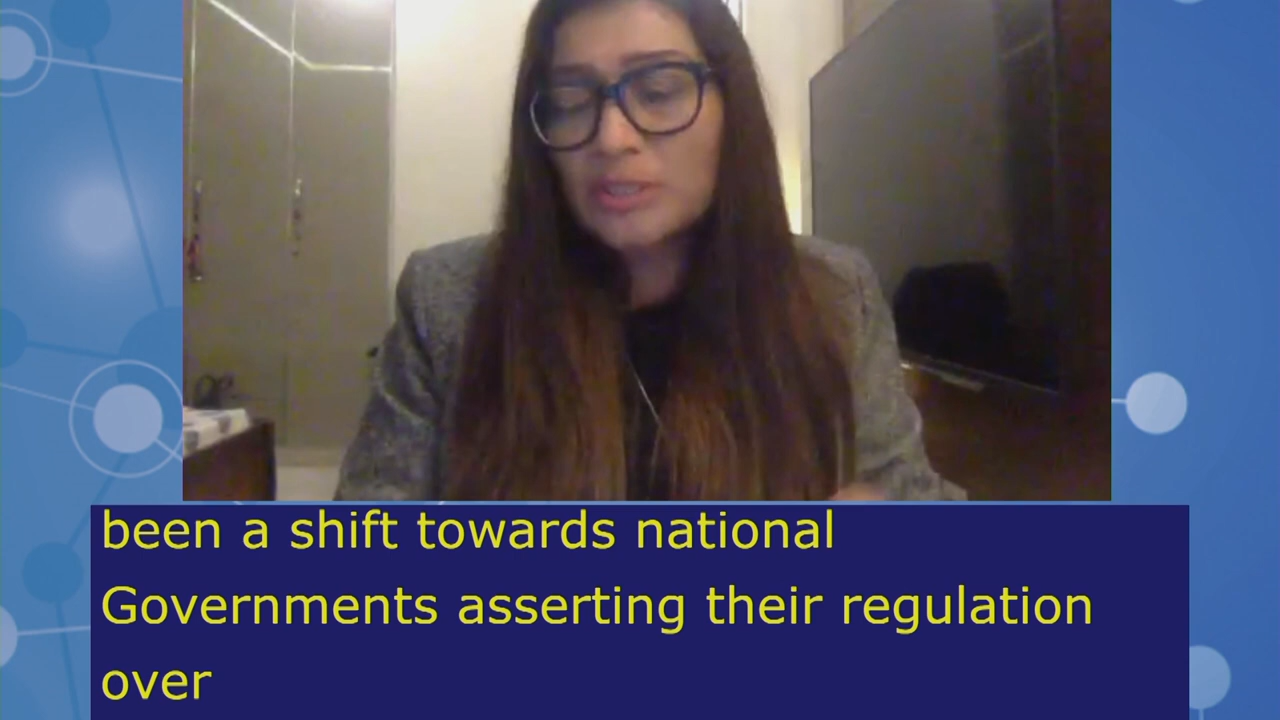 been a shift towards national
Governments asserting their regulation
over